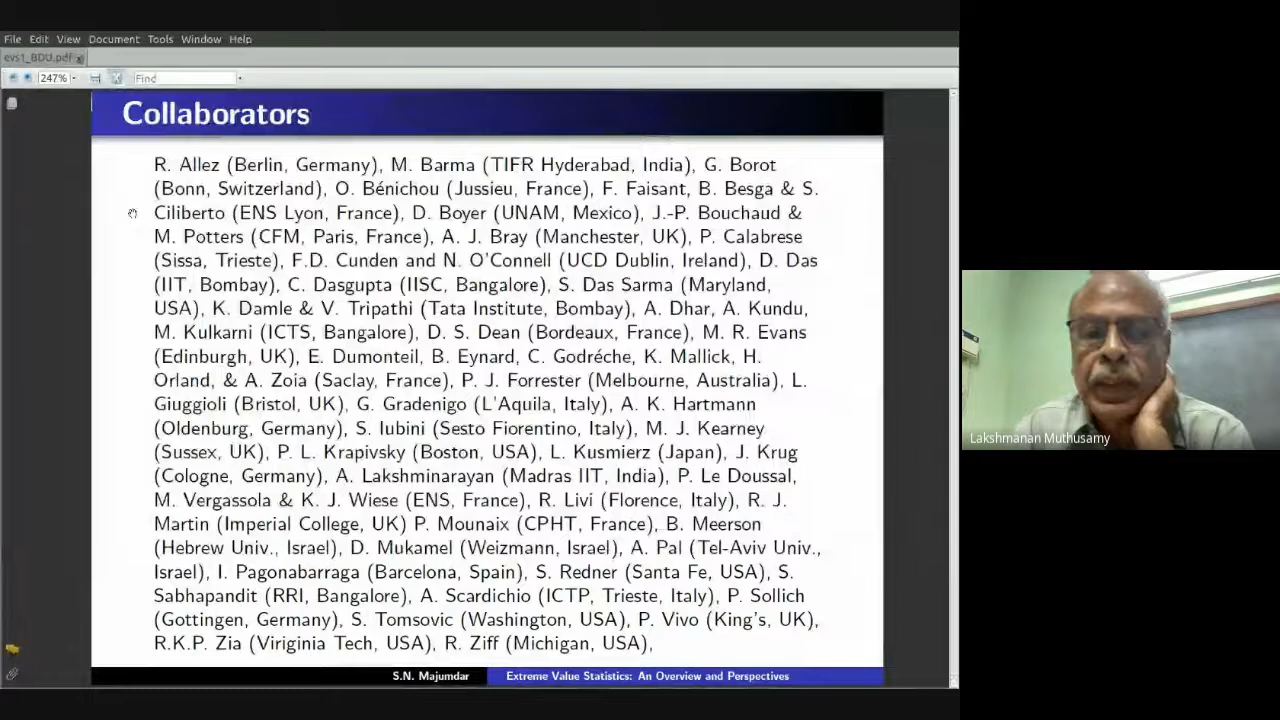 File Edit View Document Tools Window Help
evs1_BDU.pdf
247% Find
Collaborators
R. Allez (Berlin, Germany), M. Barma (TIFR Hyderabad, India), G. Borot
(Bonn, Switzerland), O. Bénichou (Jussieu, France), F. Faisant, B. Besga & S.
Ciliberto (ENS Lyon, France), D. Boyer (UNAM, Mexico), J.-P. Bouchaud &
M. Potters (CFM, Paris, France), A. J. Bray (Manchester, UK), P. Calabrese
(Sissa, Trieste), F.D. Cunden and N. O'Connell (UCD Dublin, Ireland), D. Das
(IIT, Bombay), C. Dasgupta (IISC, Bangalore), S. Das Sarma (Maryland,
USA), K. Damle & V. Tripathi (Tata Institute, Bombay), A. Dhar, A. Kundu,
M. Kulkarni (ICTS, Bangalore), D. S. Dean (Bordeaux, France), M. R. Evans
(Edinburgh, UK), E. Dumonteil, B. Eynard, C. Godréche, K. Mallick, H.
Orland, & A. Zoia (Saclay, France), P. J. Forrester (Melbourne, Australia), L.
Giuggioli (Bristol, UK), G. Gradenigo (L'Aquila, Italy), A. K. Hartmann
(Oldenburg, Germany), S. Iubini (Sesto Fiorentino, Italy), M. J. Kearney
(Sussex, UK), P. L. Krapivsky (Boston, USA), L. Kusmierz (Japan), J. Krug
(Cologne, Germany), A. Lakshminarayan (Madras IIT, India), P. Le Doussal,
M. Vergassola & K. J. Wiese (ENS, France), R. Livi (Florence, Italy), R. J.
Martin (Imperial College, UK) P. Mounaix (CPHT, France), B. Meerson
(Hebrew Univ., Israel), D. Mukamel (Weizmann, Israel), A. Pal (Tel-Aviv Univ.,
Israel), I. Pagonabarraga (Barcelona, Spain), S. Redner (Santa Fe, USA), S.
Sabhapandit (RRI, Bangalore), A. Scardichio (ICTP, Trieste, Italy), P. Sollich
(Gottingen, Germany), S. Tomsovic (Washington, USA), P. Vivo (King's, UK),
R.K.P. Zia (Viriginia Tech, USA), R. Ziff (Michigan, USA),
S.N. Majumdar Extreme Value Statistics: An Overview and Perspectives
Lakshmanan Muthusamy